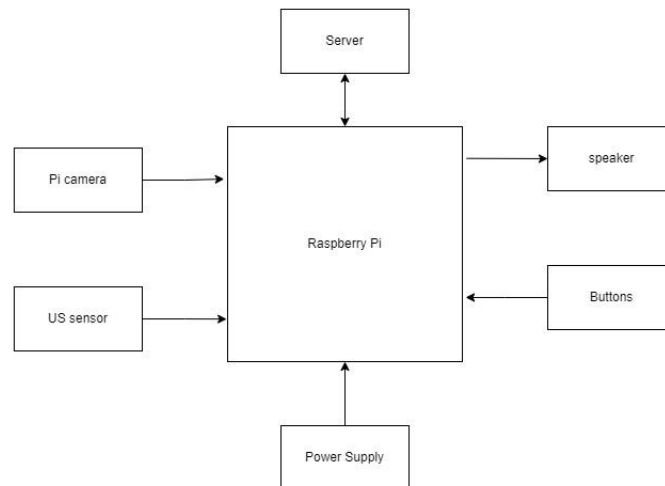 Server
Pi camera
speaker
Raspberry Pi
US sensor
Buttons
Power Supply